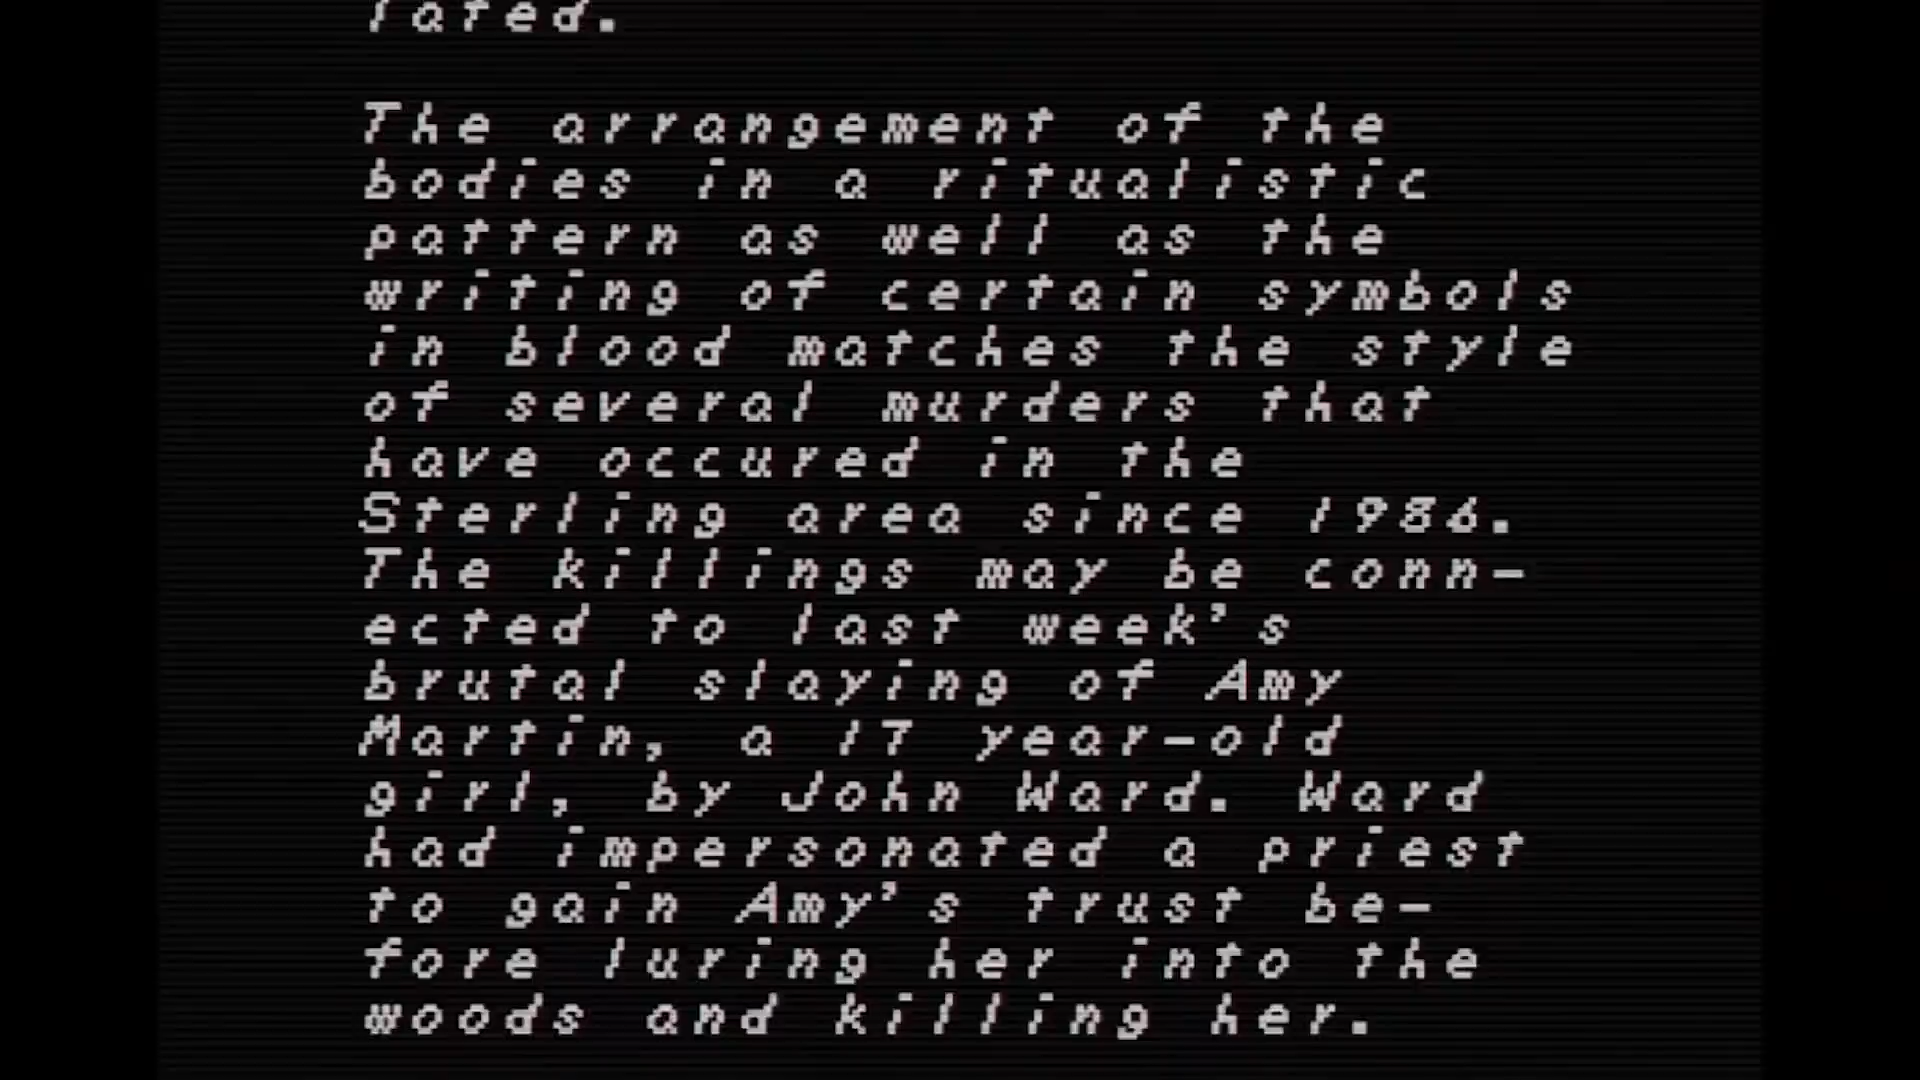 lated.
The arrangement of the
bodies in a ritualistic
pattern as well as the
writing of certain symbols
in blood matches the style
of several murders that
have occured in the
Sterling area since 1986.
The killings may be conn-
ected to last week's
brutal slaying of Amy
Martin, a 17 year-old
girl, by John Ward. Ward
had impersonated a priest
to gain Amy's trust be-
fore luring her into the
woods and killing her.